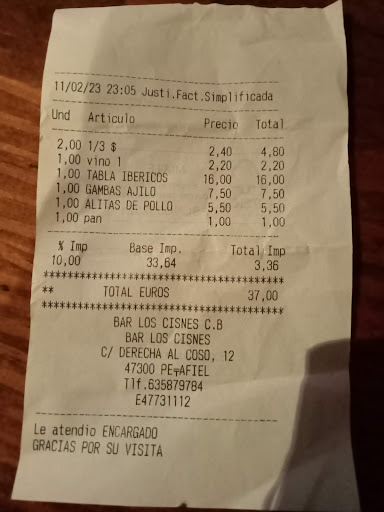 11/02/23 23:05 Justi.Fact.Simplificada
Und Articulo Precio Total
2,00 1/3 $ 2,40 4,80
1,00 vino 1 2,20 2,20
1,00 TABLA IBERICOS 16,00 16,00
1,00 GAMBAS AJILO 7,50 7,50
1,00 ALITAS DE POLLO 5,50 5,50
1,00 pan 1,00 1,00
% Imp Base Imp. Total Imp
10,00 33,64 3,36
** TOTAL EUROS 37,00
BAR LOS CISNES C.B
BAR LOS CISNES
C/ DERECHA AL COSO, 12
47300 PE╤AFIEL
Tlf.635879784
E47731112
Le atendio ENCARGADO
GRACIAS POR SU VISITA